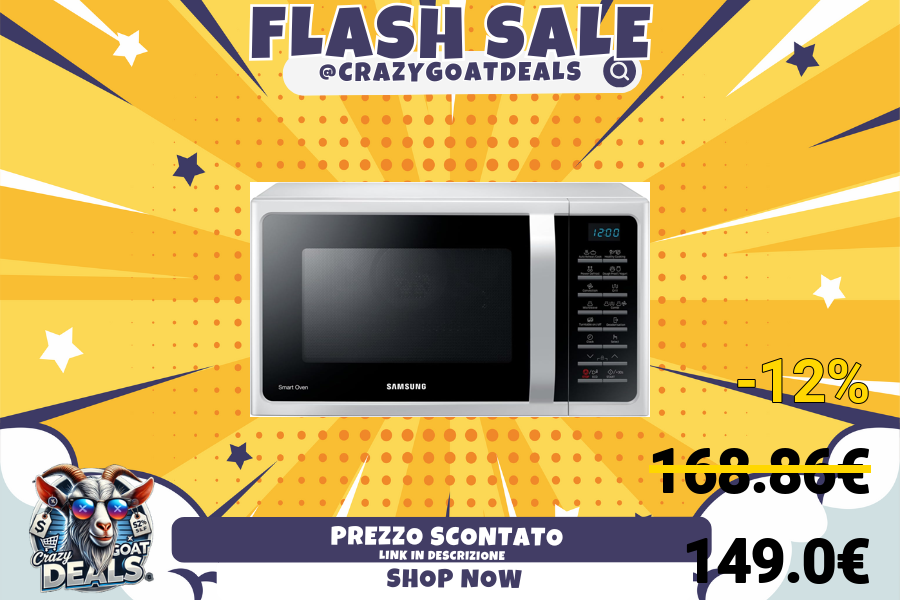 FLASH SALE
@CRAZYGOATDEALS
12:00
Smart Oven
SAMSUNG
-12%
168.86€
149.0€
PREZZO SCONTATO
LINK IN DESCRIZIONE
SHOP NOW
$
52%
Crazy
GOAT
DEALS